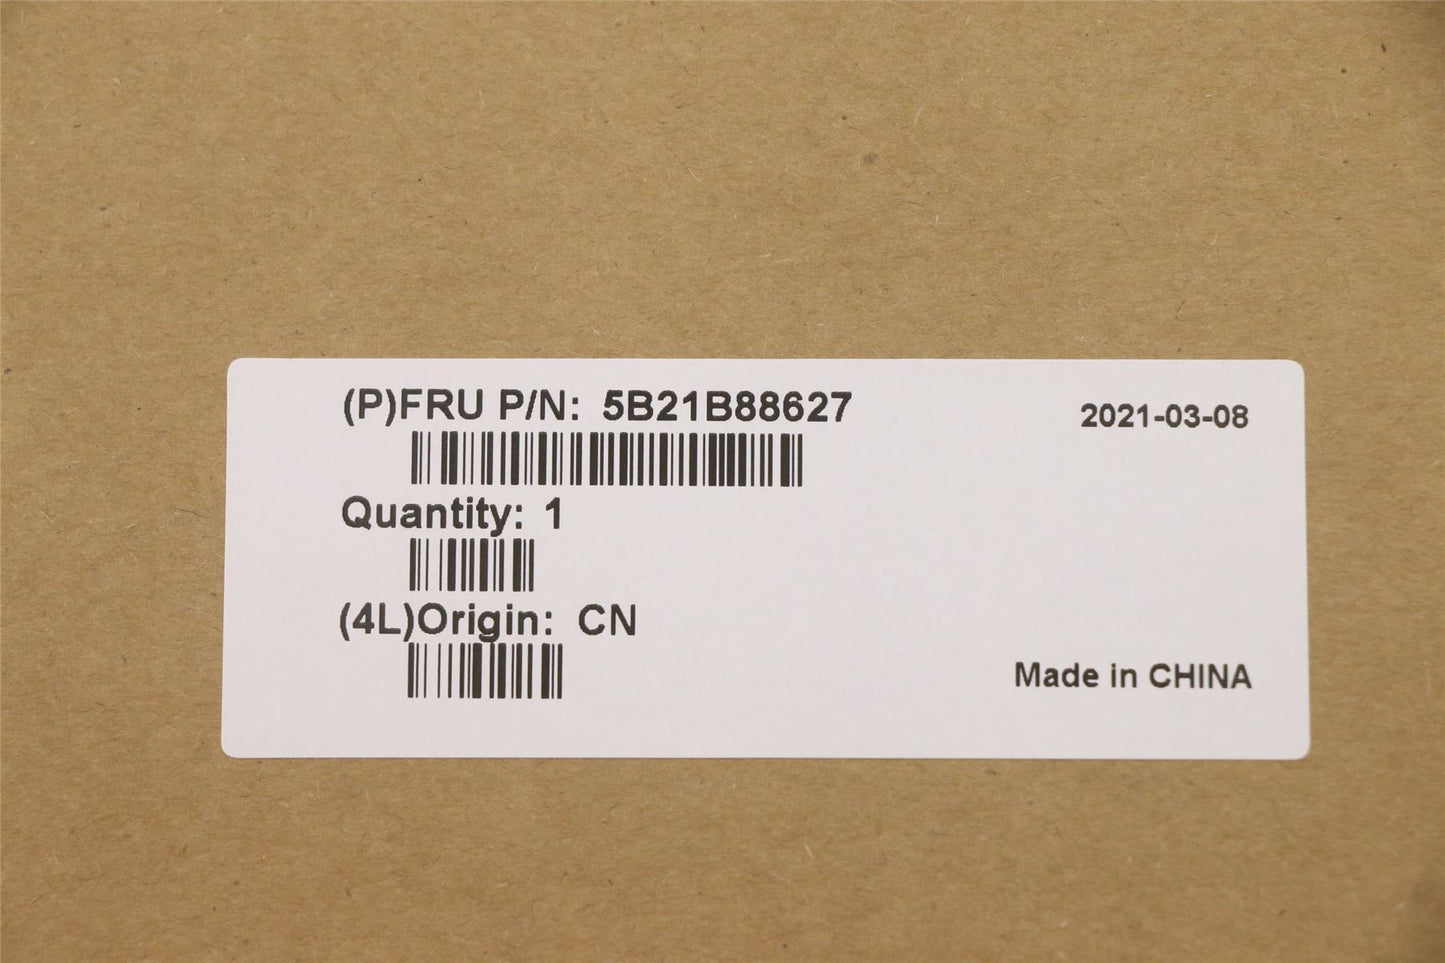 (P)FRU P/N: 5B21B88627
2021-03-08
Quantity: 1
(4L)Origin: CN
Made in CHINA